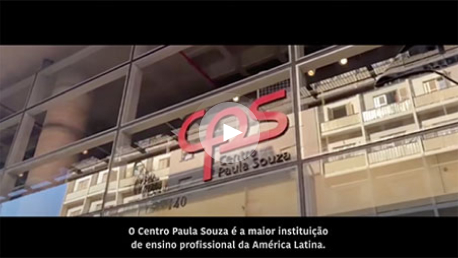 cps
Centro
Paula Souza
O Centro Paula Souza é a maior instituição
de ensino profissional da América Latina.